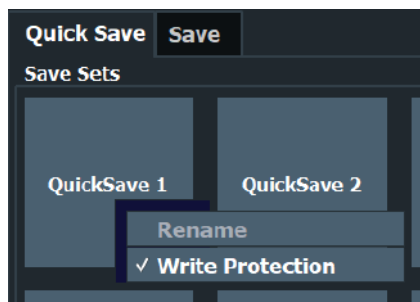 Quick Save Save
Save Sets
QuickSave 1 QuickSave 2
Rename
✓ Write Protection